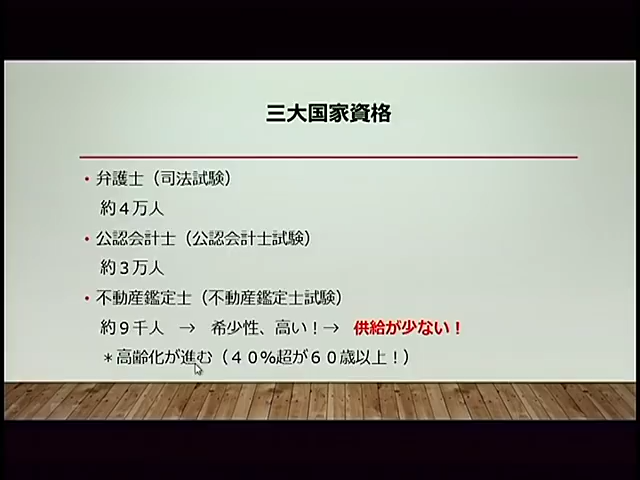 三大国家資格
・弁護士（司法試験）
約４万人
・公認会計士（公認会計士試験）
約３万人
・不動産鑑定士（不動産鑑定士試験）
約９千人　→　希少性、高い！→　供給が少ない！
＊高齢化が進む（４０％超が６０歳以上！）